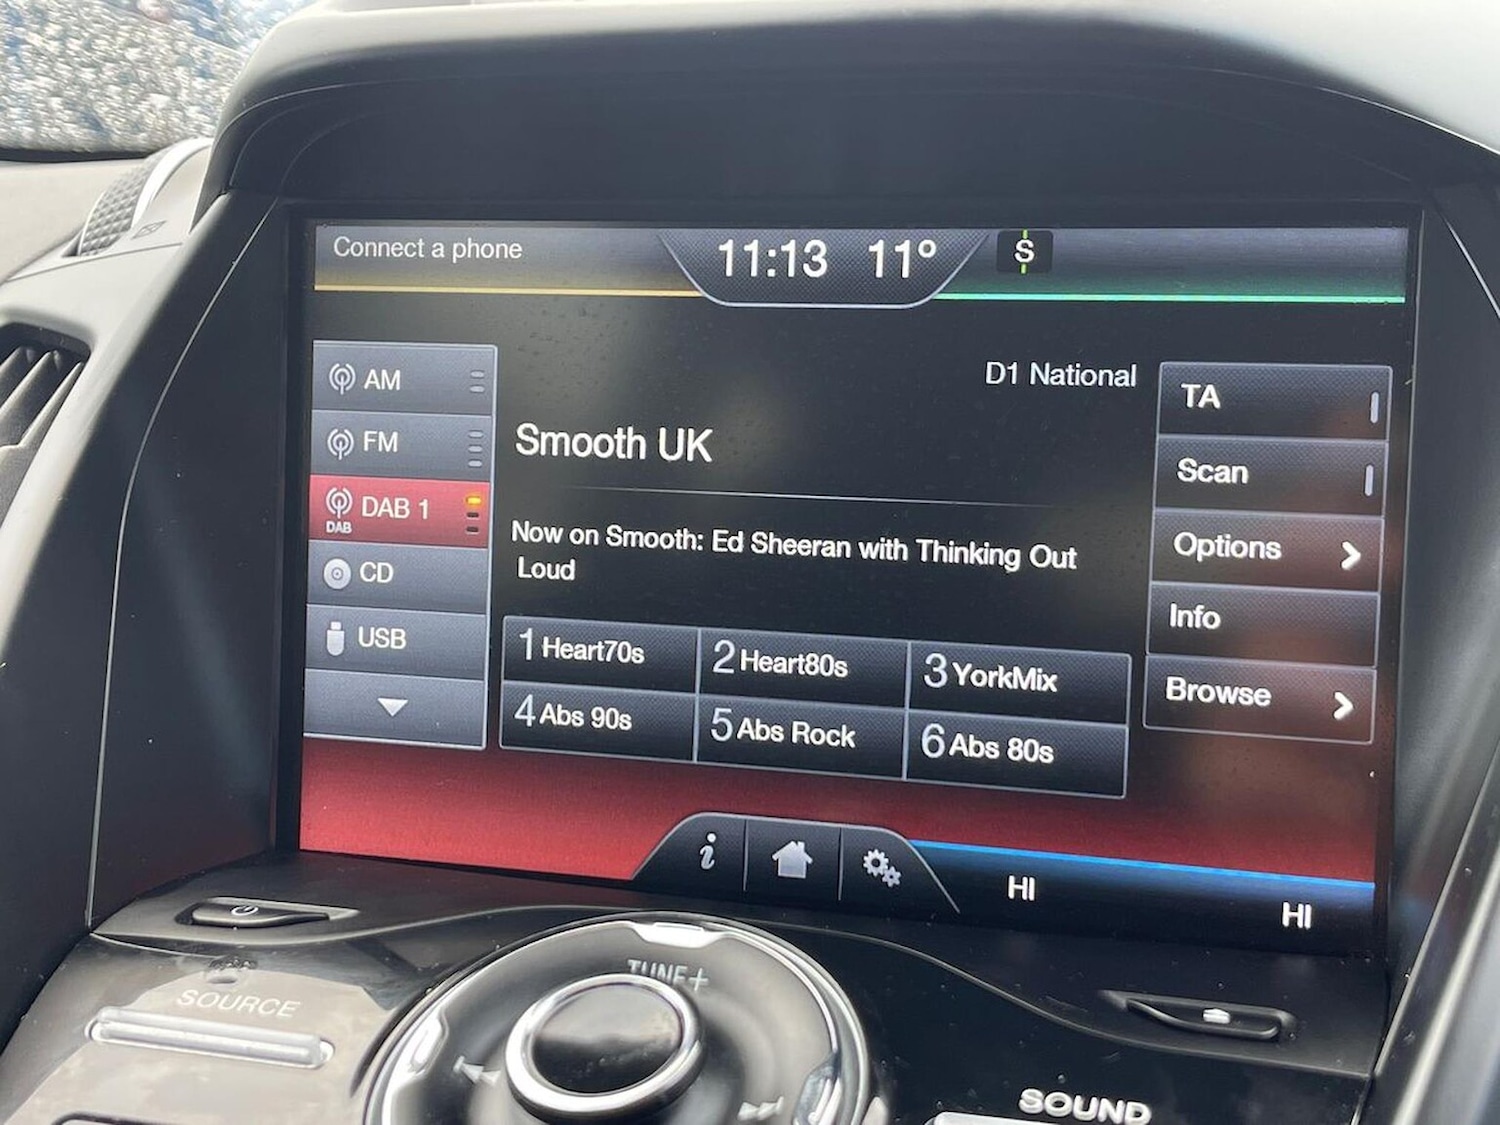 Connect a phone
11:13 11°
S
AM
FM
DAB
DAB 1
CD
USB
D1 National
Smooth UK
Now on Smooth: Ed Sheeran with Thinking Out
Loud
1 Heart70s
2 Heart80s
3 YorkMix
4 Abs 90s
5 Abs Rock
6 Abs 80s
TA
Scan
Options
Info
Browse
i
HI
HI
SOURCE
TUNE+
SOUND